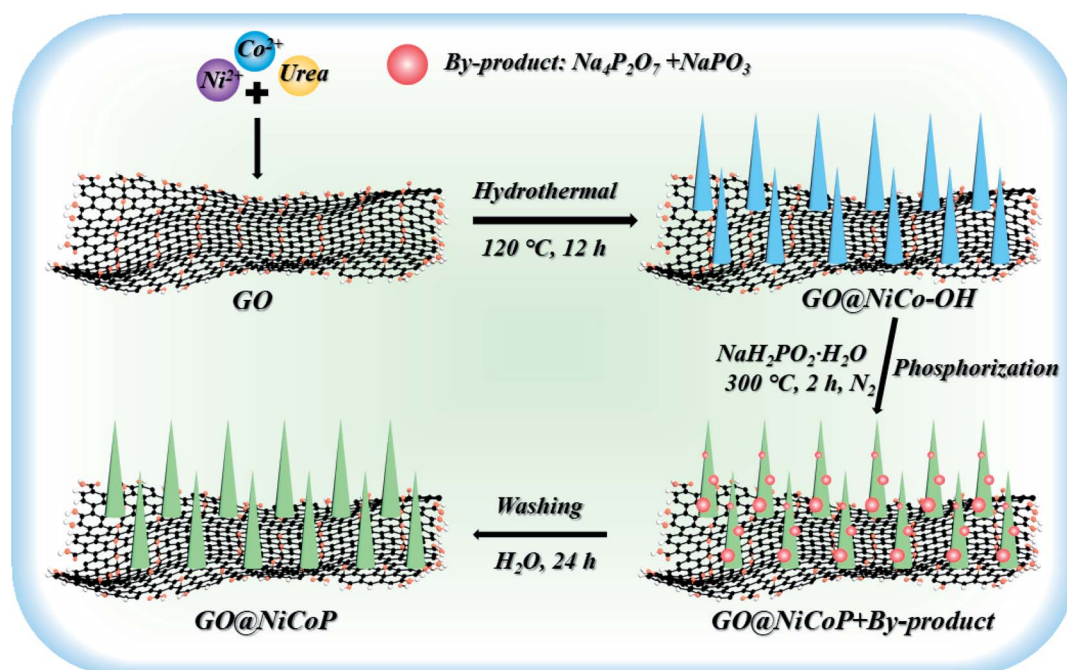 Co²⁺
Ni²⁺
Urea
By-product: Na₄P₂O₇ +NaPO₃
GO
Hydrothermal
120 °C, 12 h
GO@NiCo-OH
NaH₂PO₂·H₂O
300 °C, 2 h, N₂
Phosphorization
GO@NiCoP+By-product
Washing
H₂O, 24 h
GO@NiCoP